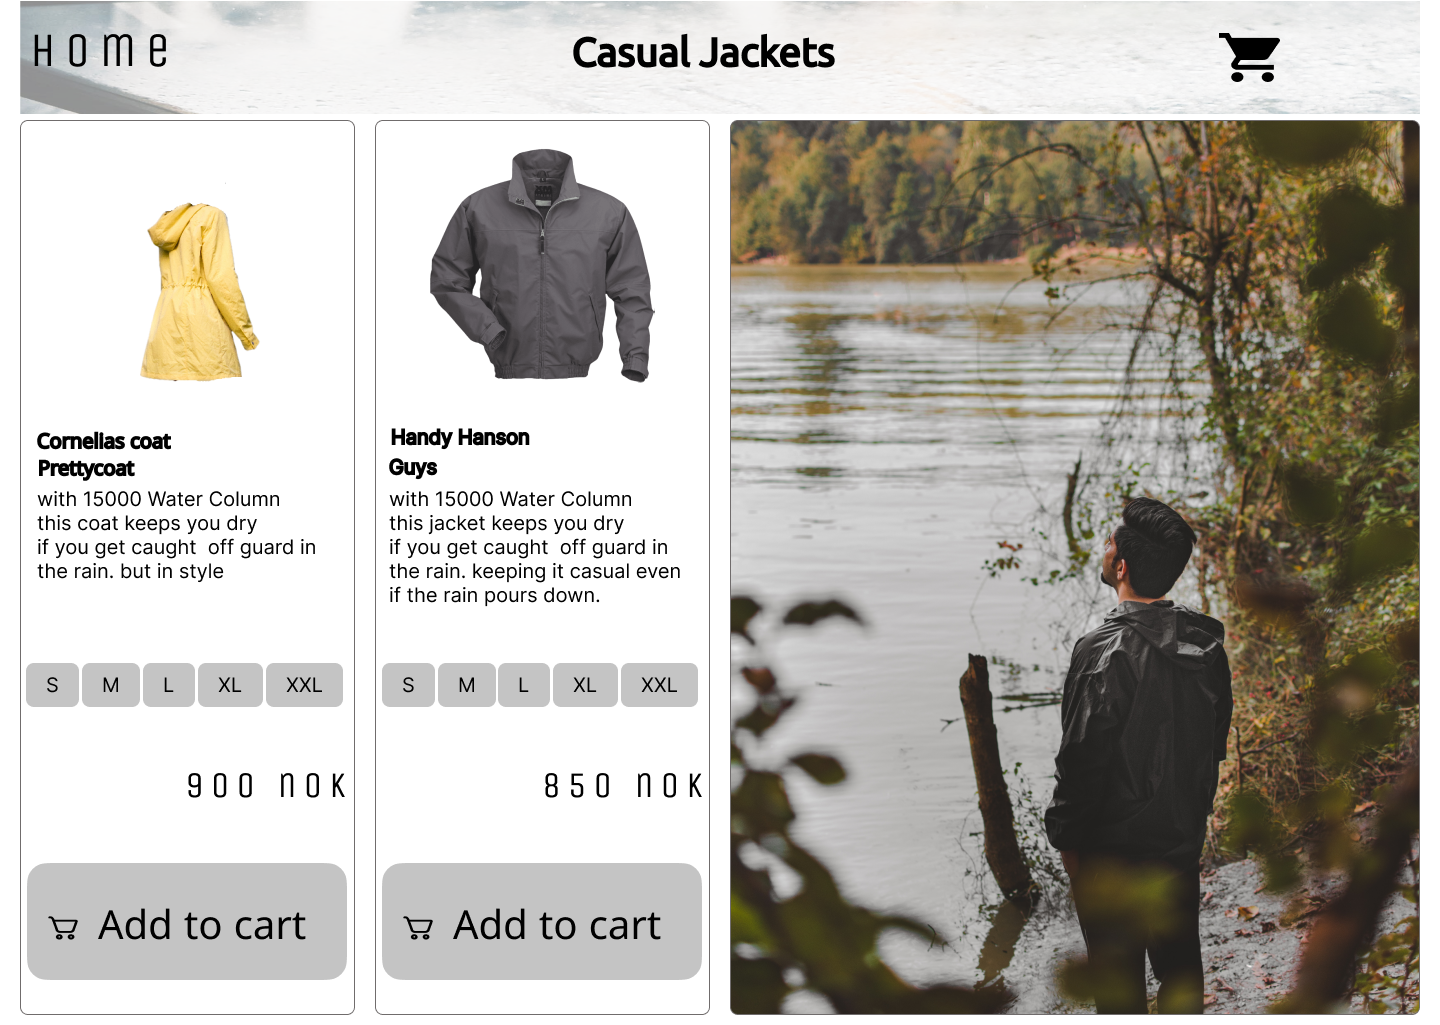 Home
Casual Jackets
Cornelias coat
Prettycoat
with 15000 Water Column
this coat keeps you dry
if you get caught  off guard in
the rain. but in style
S M L XL XXL
900 NOK
Add to cart
Handy Hanson
Guys
with 15000 Water Column
this jacket keeps you dry
if you get caught  off guard in
the rain. keeping it casual even
if the rain pours down.
S M L XL XXL
850 NOK
Add to cart